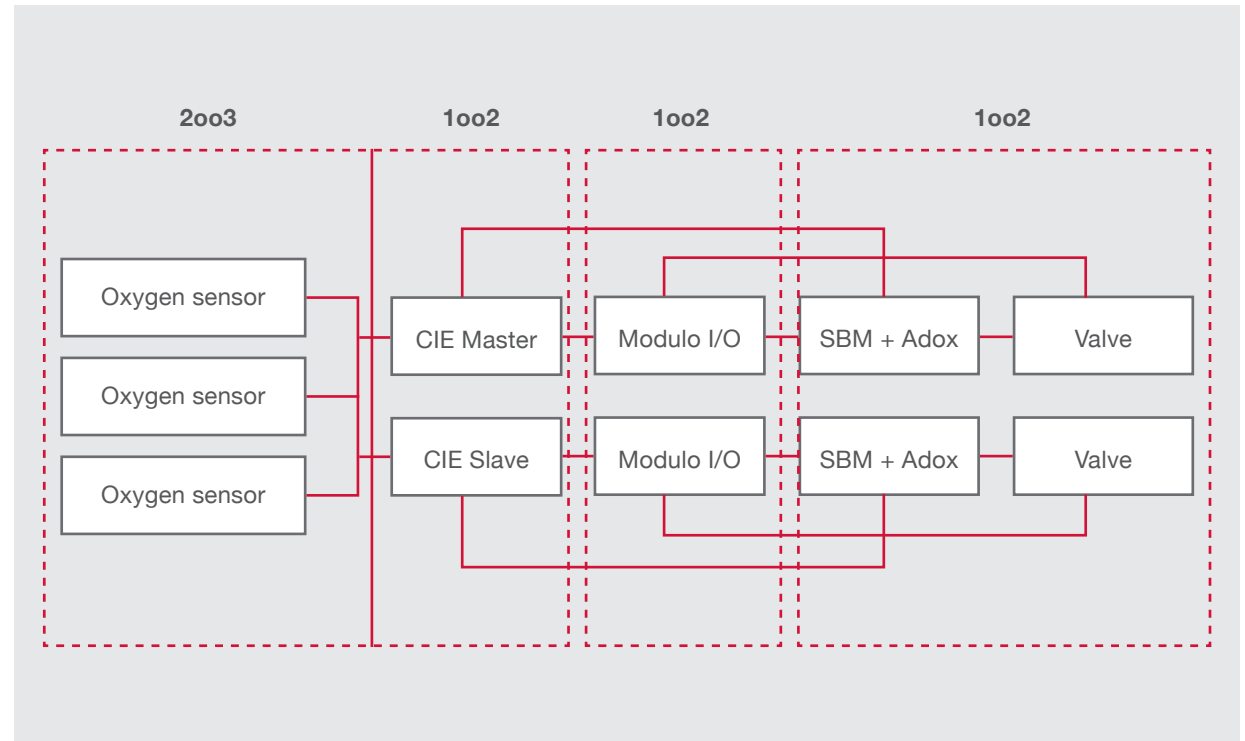 2oo3
1oo2
1oo2
1oo2
Oxygen sensor
Oxygen sensor
Oxygen sensor
CIE Master
Modulo I/O
SBM + Adox
Valve
CIE Slave
Modulo I/O
SBM + Adox
Valve